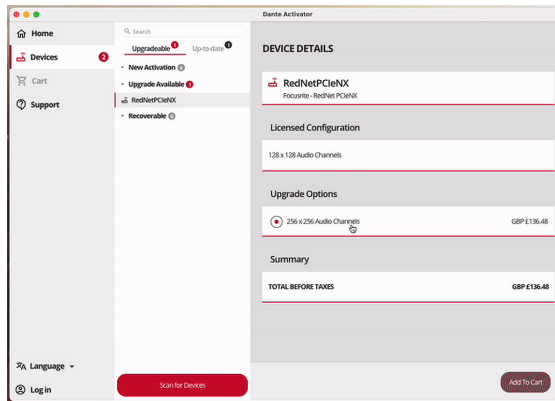 Dante Activator
Home
Devices 2
Cart
Support
Language
Log in
Search
Upgradeable 1 Up-to-date 1
New Activation 0
Upgrade Available 1
RedNetPCIeNX
Recoverable 0
Scan for Devices
DEVICE DETAILS
RedNetPCIeNX
Focusrite - RedNet PCIeNX
Licensed Configuration
128 x 128 Audio Channels
Upgrade Options
256 x 256 Audio Channels GBP £136.48
Summary
TOTAL BEFORE TAXES GBP £136.48
Add To Cart